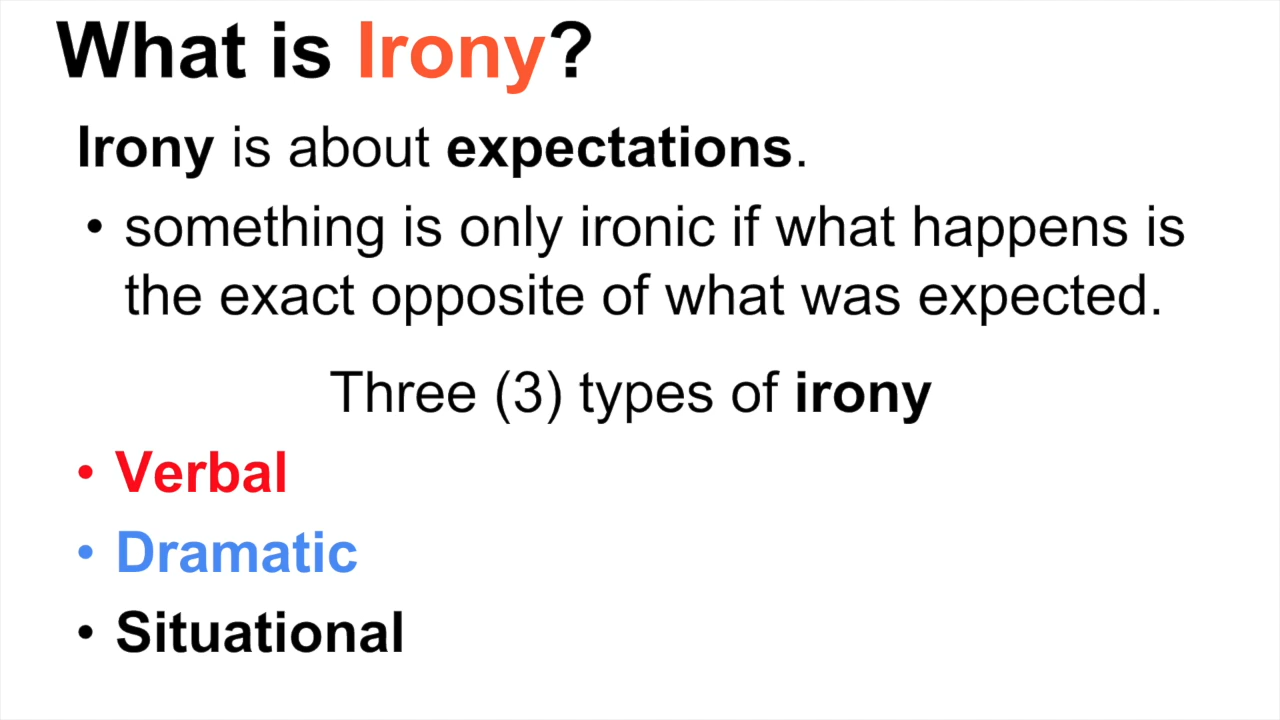 What is Irony?
Irony is about expectations.
• something is only ironic if what happens is
the exact opposite of what was expected.
Three (3) types of irony
• Verbal
• Dramatic
• Situational